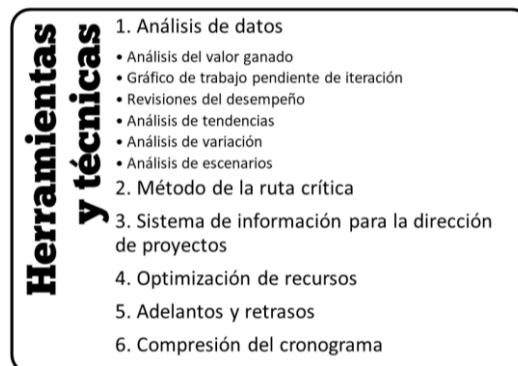 Herramientas
y técnicas
1. Análisis de datos
• Análisis del valor ganado
• Gráfico de trabajo pendiente de iteración
• Revisiones del desempeño
• Análisis de tendencias
• Análisis de variación
• Análisis de escenarios
2. Método de la ruta crítica
3. Sistema de información para la dirección
de proyectos
4. Optimización de recursos
5. Adelantos y retrasos
6. Compresión del cronograma